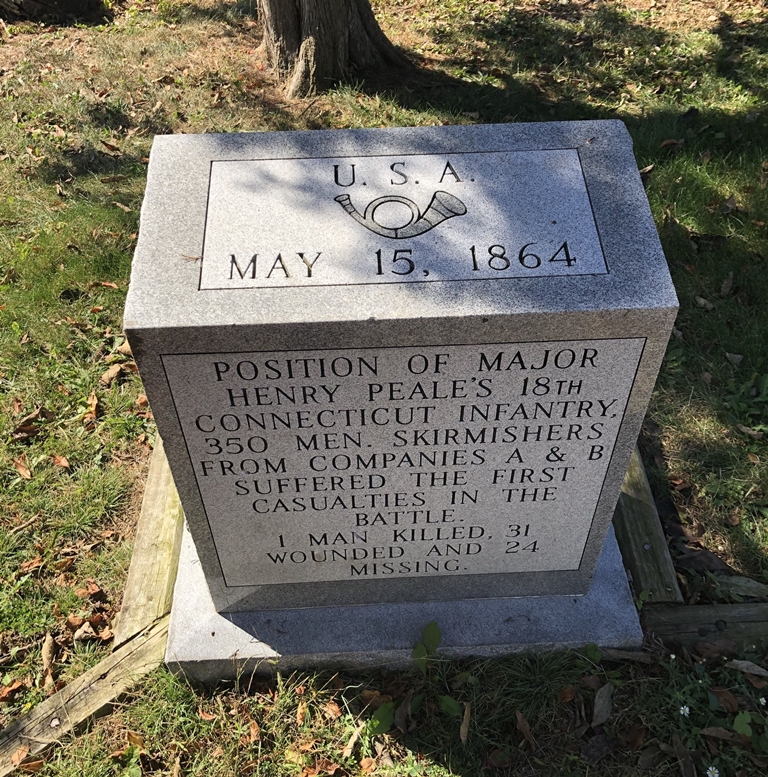 U. S. A.
MAY 15, 1864
POSITION OF MAJOR
HENRY PEALE'S 18TH
CONNECTICUT INFANTRY.
350 MEN. SKIRMISHERS
FROM COMPANIES A & B
SUFFERED THE FIRST
CASUALTIES IN THE
BATTLE.
1 MAN KILLED, 31
WOUNDED AND 24
MISSING.